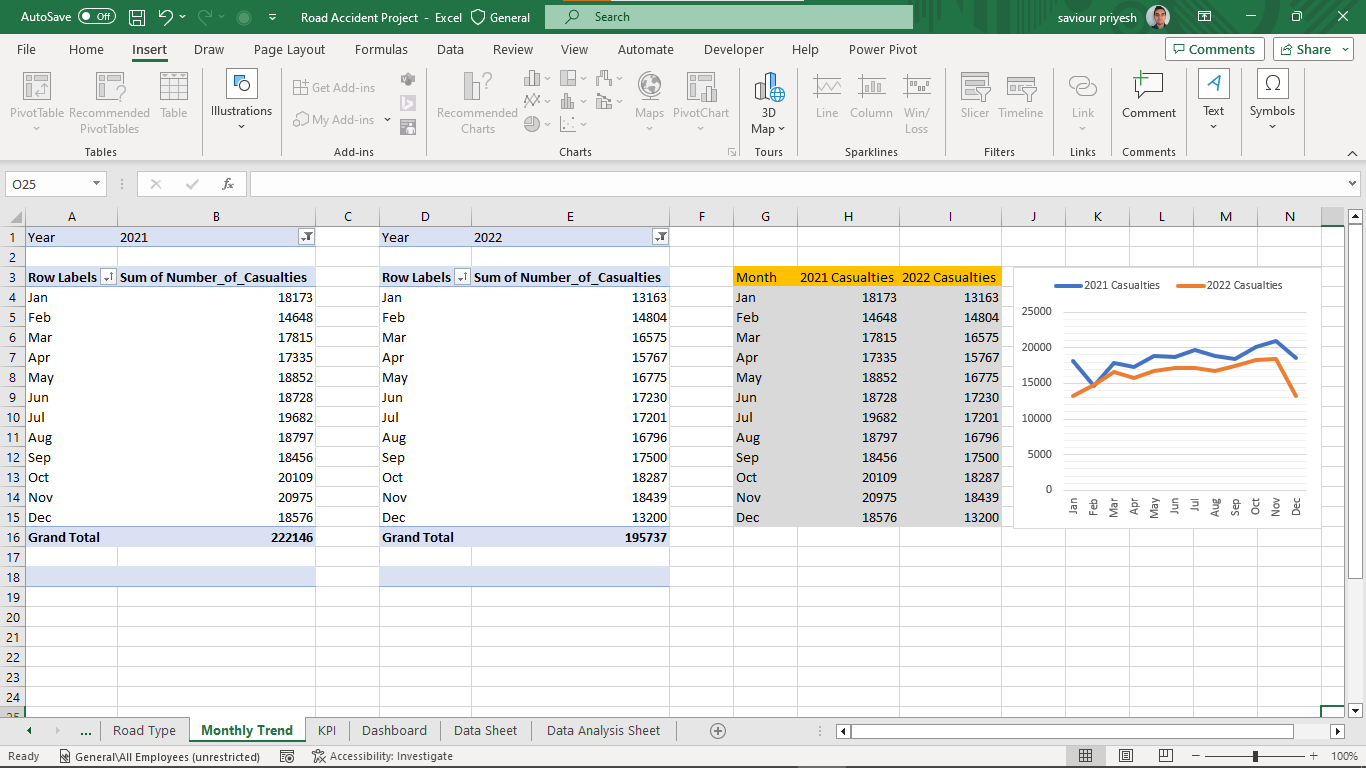 AutoSave Off Road Accident Project - Excel General Search saviour priyesh
File Home Insert Draw Page Layout Formulas Data Review View Automate Developer Help Power Pivot Comments Share
PivotTable Recommended PivotTables Table Illustrations Get Add-ins My Add-ins Recommended Charts Maps PivotChart 3D Map Line Column Win/Loss Slicer Timeline Link Comment Text Symbols
Tables Add-ins Charts Tours Sparklines Filters Links Comments
O25 fx
A B C D E F G H I J K L M N
1 Year 2021 Year 2022
2
3 Row Labels Sum of Number_of_Casualties Row Labels Sum of Number_of_Casualties Month 2021 Casualties 2022 Casualties
4 Jan 18173 Jan 13163 Jan 18173 13163
5 Feb 14648 Feb 14804 Feb 14648 14804
6 Mar 17815 Mar 16575 Mar 17815 16575
7 Apr 17335 Apr 15767 Apr 17335 15767
8 May 18852 May 16775 May 18852 16775
9 Jun 18728 Jun 17230 Jun 18728 17230
10 Jul 19682 Jul 17201 Jul 19682 17201
11 Aug 18797 Aug 16796 Aug 18797 16796
12 Sep 18456 Sep 17500 Sep 18456 17500
13 Oct 20109 Oct 18287 Oct 20109 18287
14 Nov 20975 Nov 18439 Nov 20975 18439
15 Dec 18576 Dec 13200 Dec 18576 13200
16 Grand Total 222146 Grand Total 195737
17
18
19
20
21
22
23
24
25
2021 Casualties 2022 Casualties
25000
20000
15000
10000
5000
0
Jan Feb Mar Apr May Jun Jul Aug Sep Oct Nov Dec
... Road Type Monthly Trend KPI Dashboard Data Sheet Data Analysis Sheet
Ready General\All Employees (unrestricted) Accessibility: Investigate 100%